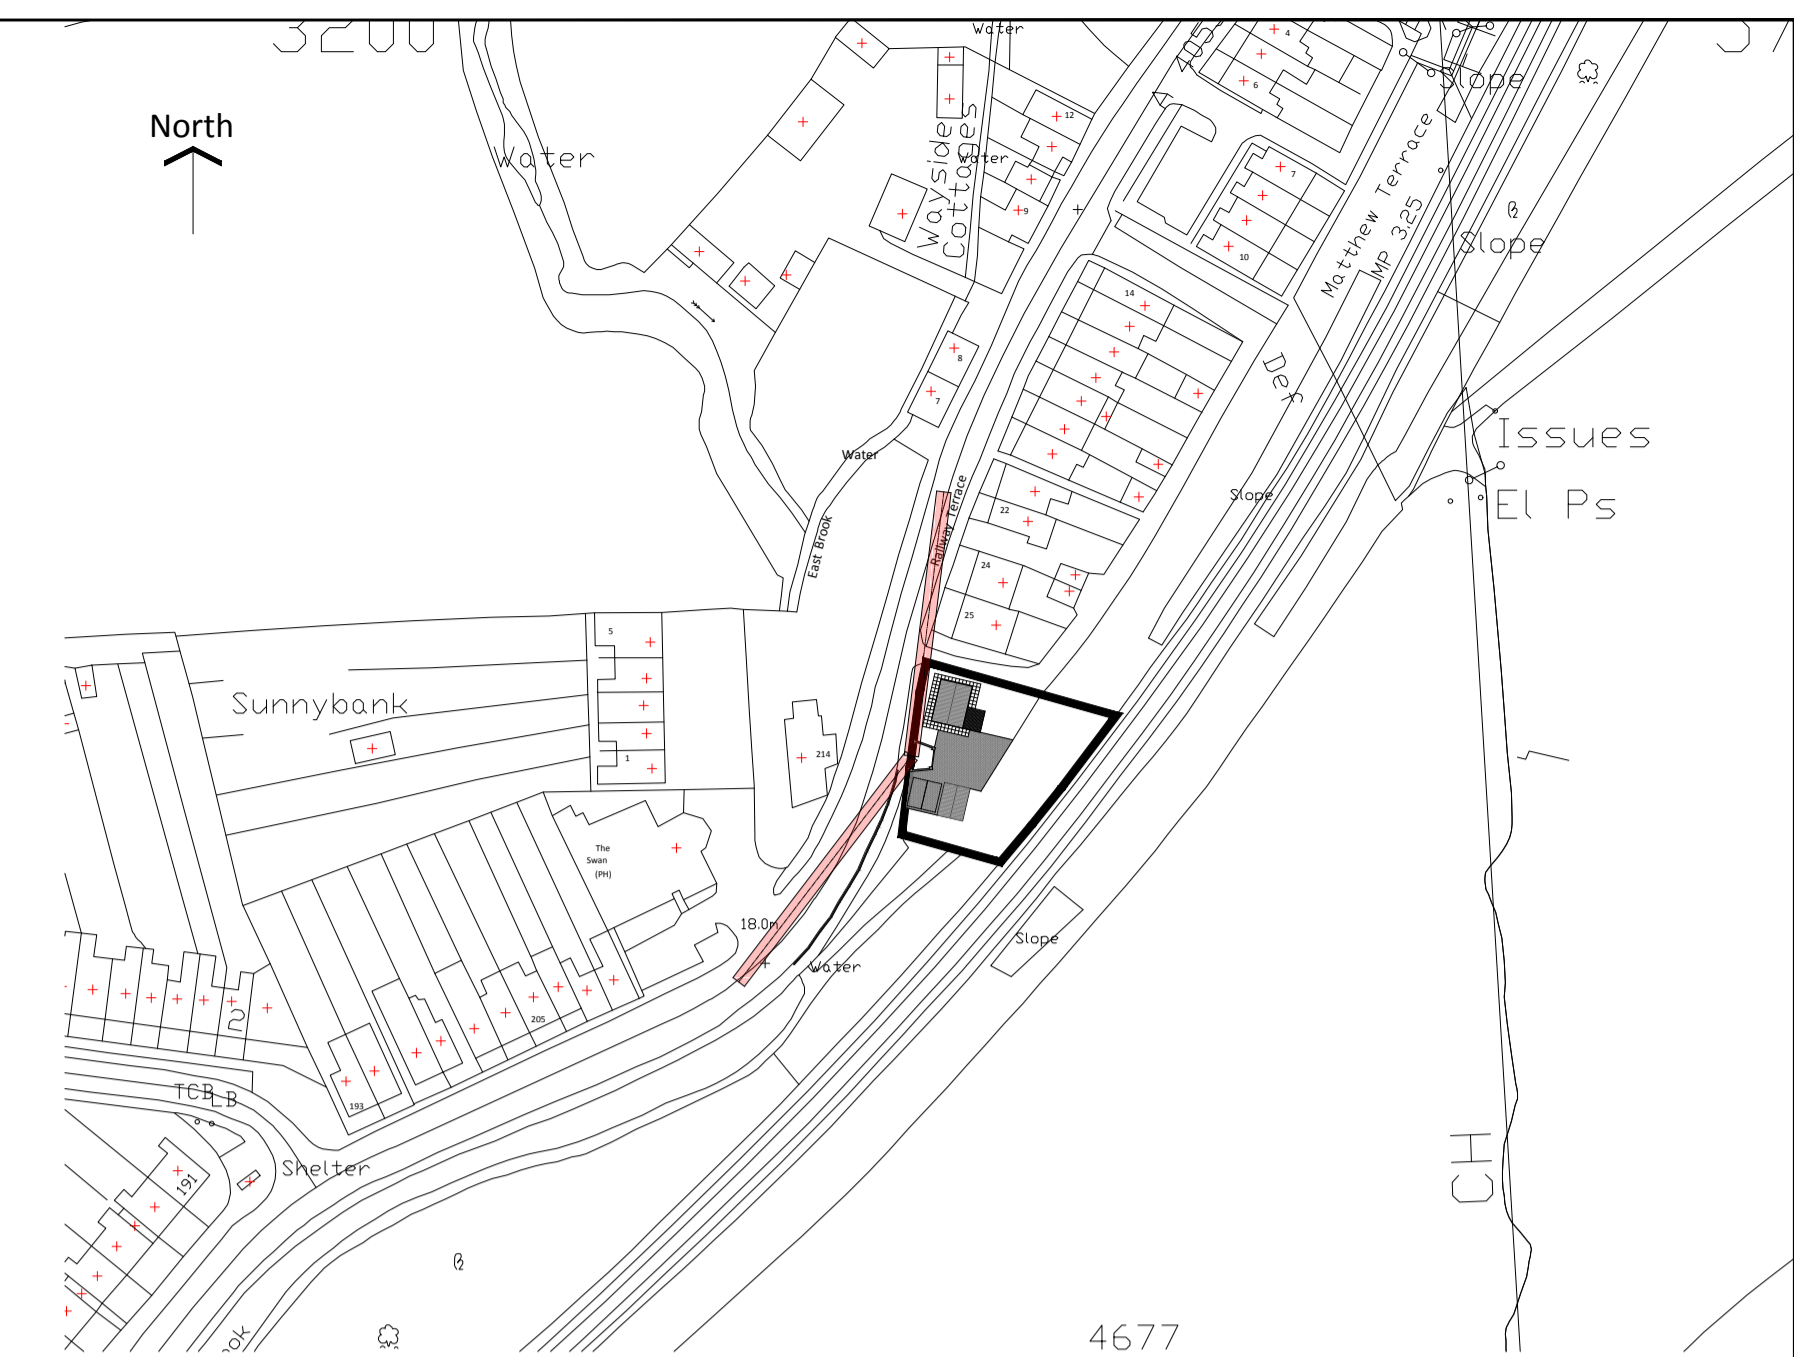 3200
Water
4
Slope
North
6
12
Water
Water
Wayside
Cottages
9
7
10
Matthew Terrace
MP 3.25
Slope
14
8
7
Def
Issues
El Ps
Water
Slope
Railway Terrace
East Brook
22
24
25
5
Sunnybank
1
214
The
Swan
(PH)
18.0m
Water
Slope
205
2
193
TCB
LB
Shelter
191
CH
4677